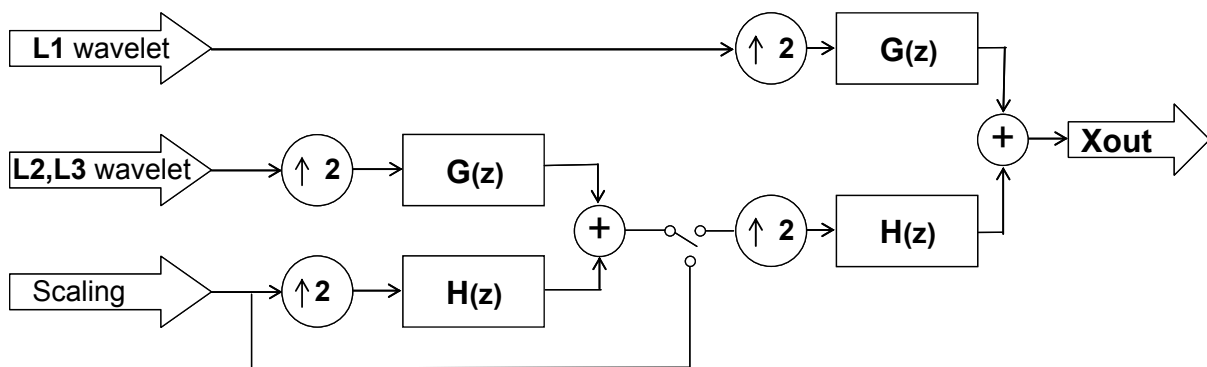 L1 wavelet
↑ 2
G(z)
+
Xout
L2,L3 wavelet
↑ 2
G(z)
+
↑ 2
H(z)
Scaling
↑2
H(z)